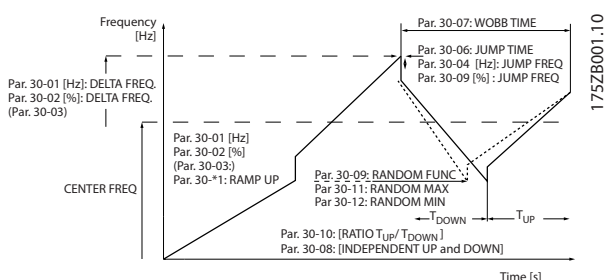 Frequency
[Hz]
Par. 30-07: WOBB TIME
175ZB001.10
Par. 30-06: JUMP TIME
Par. 30-04 [Hz]: JUMP FREQ
Par. 30-09 [%] : JUMP FREQ
Par. 30-01 [Hz]: DELTA FREQ.
Par. 30-02 [%]: DELTA FREQ.
(Par. 30-03)
Par. 30-01 [Hz]
Par. 30-02 [%]
(Par. 30-03:)
Par. 30-*1: RAMP UP
CENTER FREQ
Par. 30-09: RANDOM FUNC
Par 30-11: RANDOM MAX
Par 30-12: RANDOM MIN
TDOWN
TUP
Par. 30-10: [RATIO TUP/ TDOWN ]
Par. 30-08: [INDEPENDENT UP and DOWN]
Time [s]